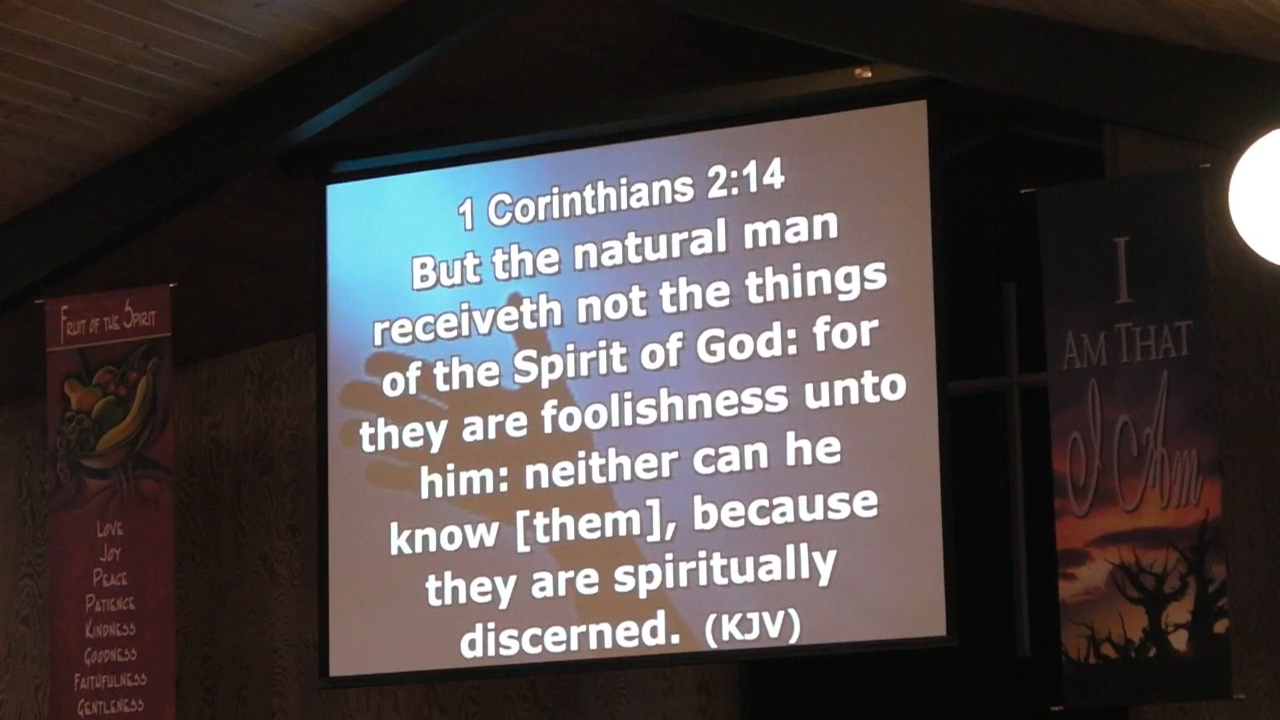 1 Corinthians 2:14
But the natural man
receiveth not the things
of the Spirit of God: for
they are foolishness unto
him: neither can he
know [them], because
they are spiritually
discerned. (KJV)
FRUIT OF THE SPIRIT
LOVE
JOY
PEACE
PATIENCE
KINDNESS
GOODNESS
FAITHFULNESS
GENTLENESS
I
AM THAT
I Am